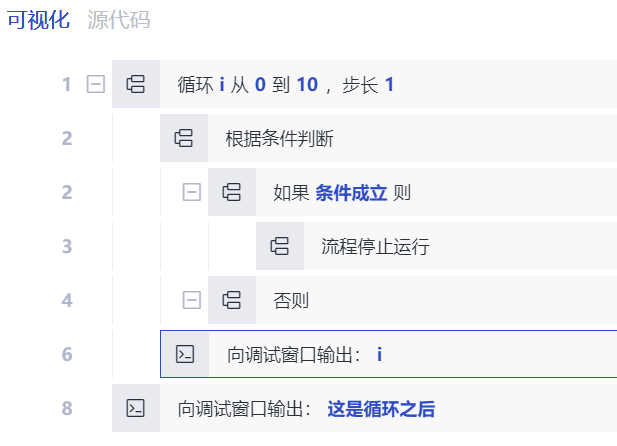 可视化 源代码
1 循环 i 从 0 到 10 ，步长 1
2 根据条件判断
2 如果 条件成立 则
3 流程停止运行
4 否则
6 向调试窗口输出： i
8 向调试窗口输出： 这是循环之后